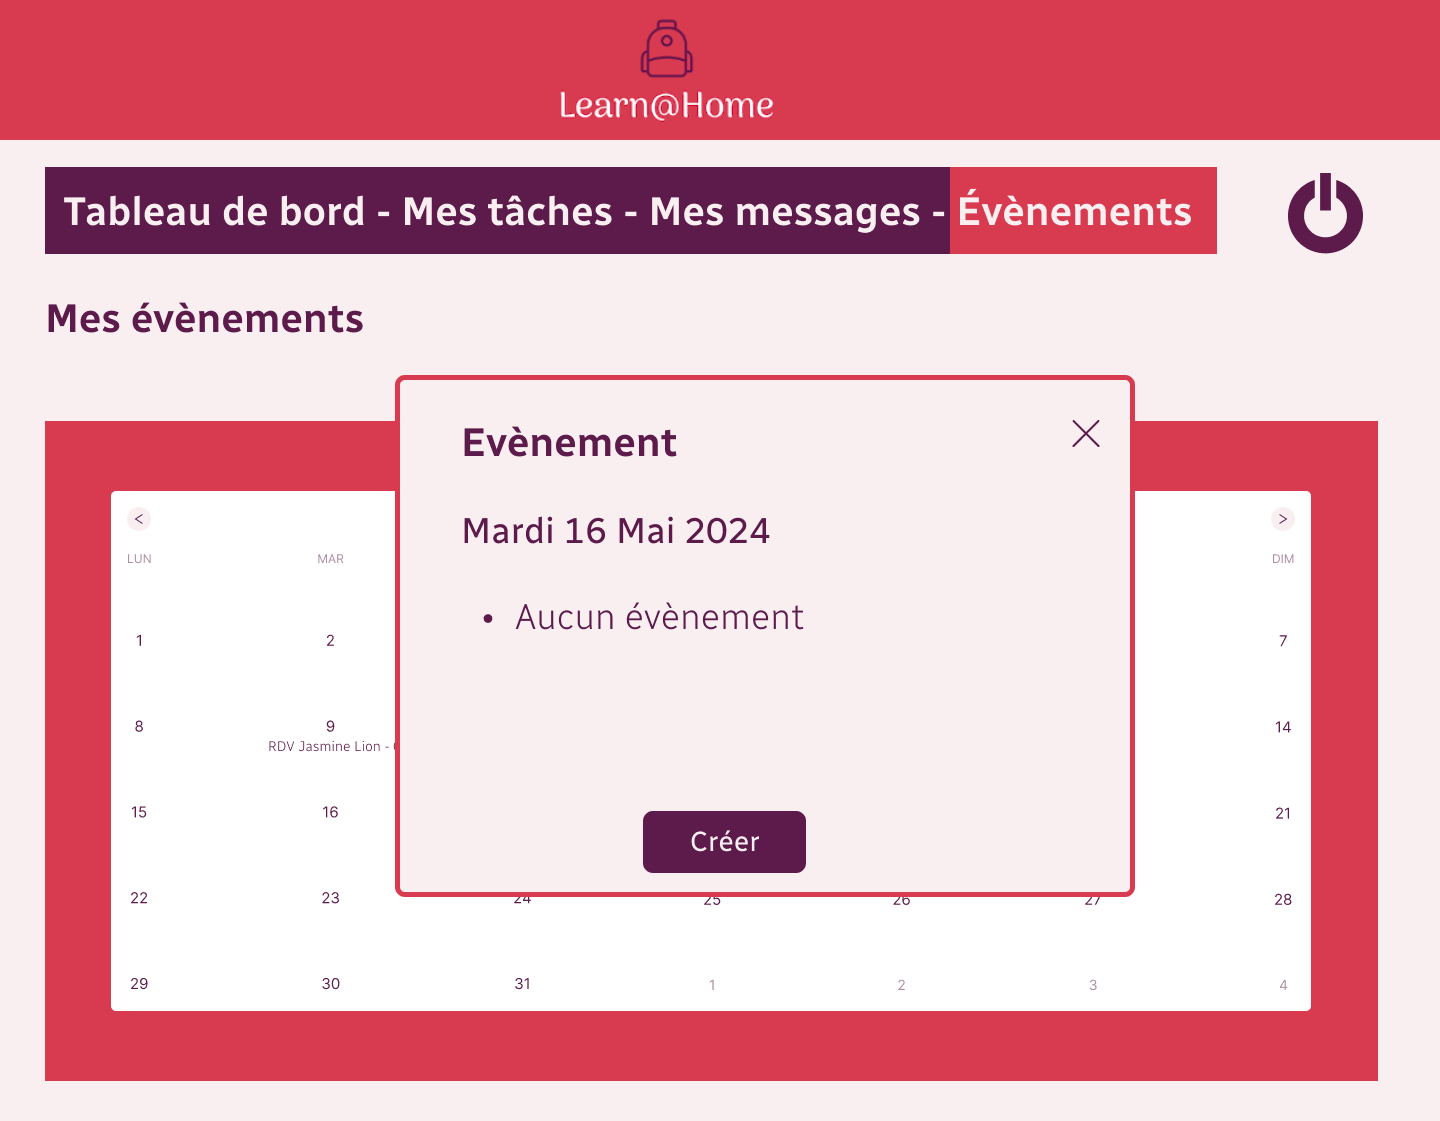 Learn@Home
Tableau de bord - Mes tâches - Mes messages - Évènements
Mes évènements
Evènement
Mardi 16 Mai 2024
• Aucun évènement
Créer
< >
LUN MAR DIM
1 2 7
8 9 14
RDV Jasmine Lion -
15 16 21
22 23 24 25 26 27 28
29 30 31 1 2 3 4